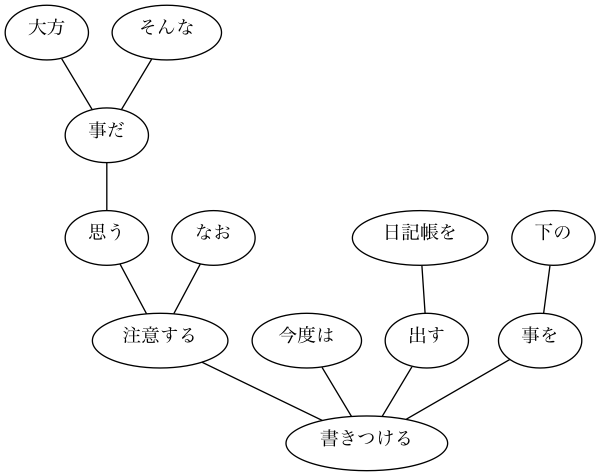 大方
そんな
事だ
思う
なお
日記帳を
下の
注意する
今度は
出す
事を
書きつける